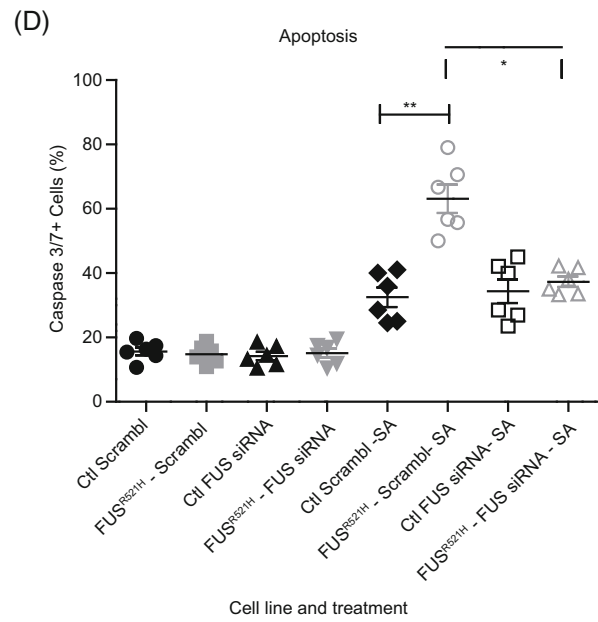 (D)
Apoptosis
*
**
Caspase 3/7+ Cells (%)
100
80
60
40
20
0
Ctl Scrambl
FUSᴿ⁵²¹ᴴ - Scrambl
Ctl FUS siRNA
FUSᴿ⁵²¹ᴴ - FUS siRNA
Ctl Scrambl -SA
FUSᴿ⁵²¹ᴴ - Scrambl- SA
Ctl FUS siRNA- SA
FUSᴿ⁵²¹ᴴ - FUS siRNA - SA
Cell line and treatment